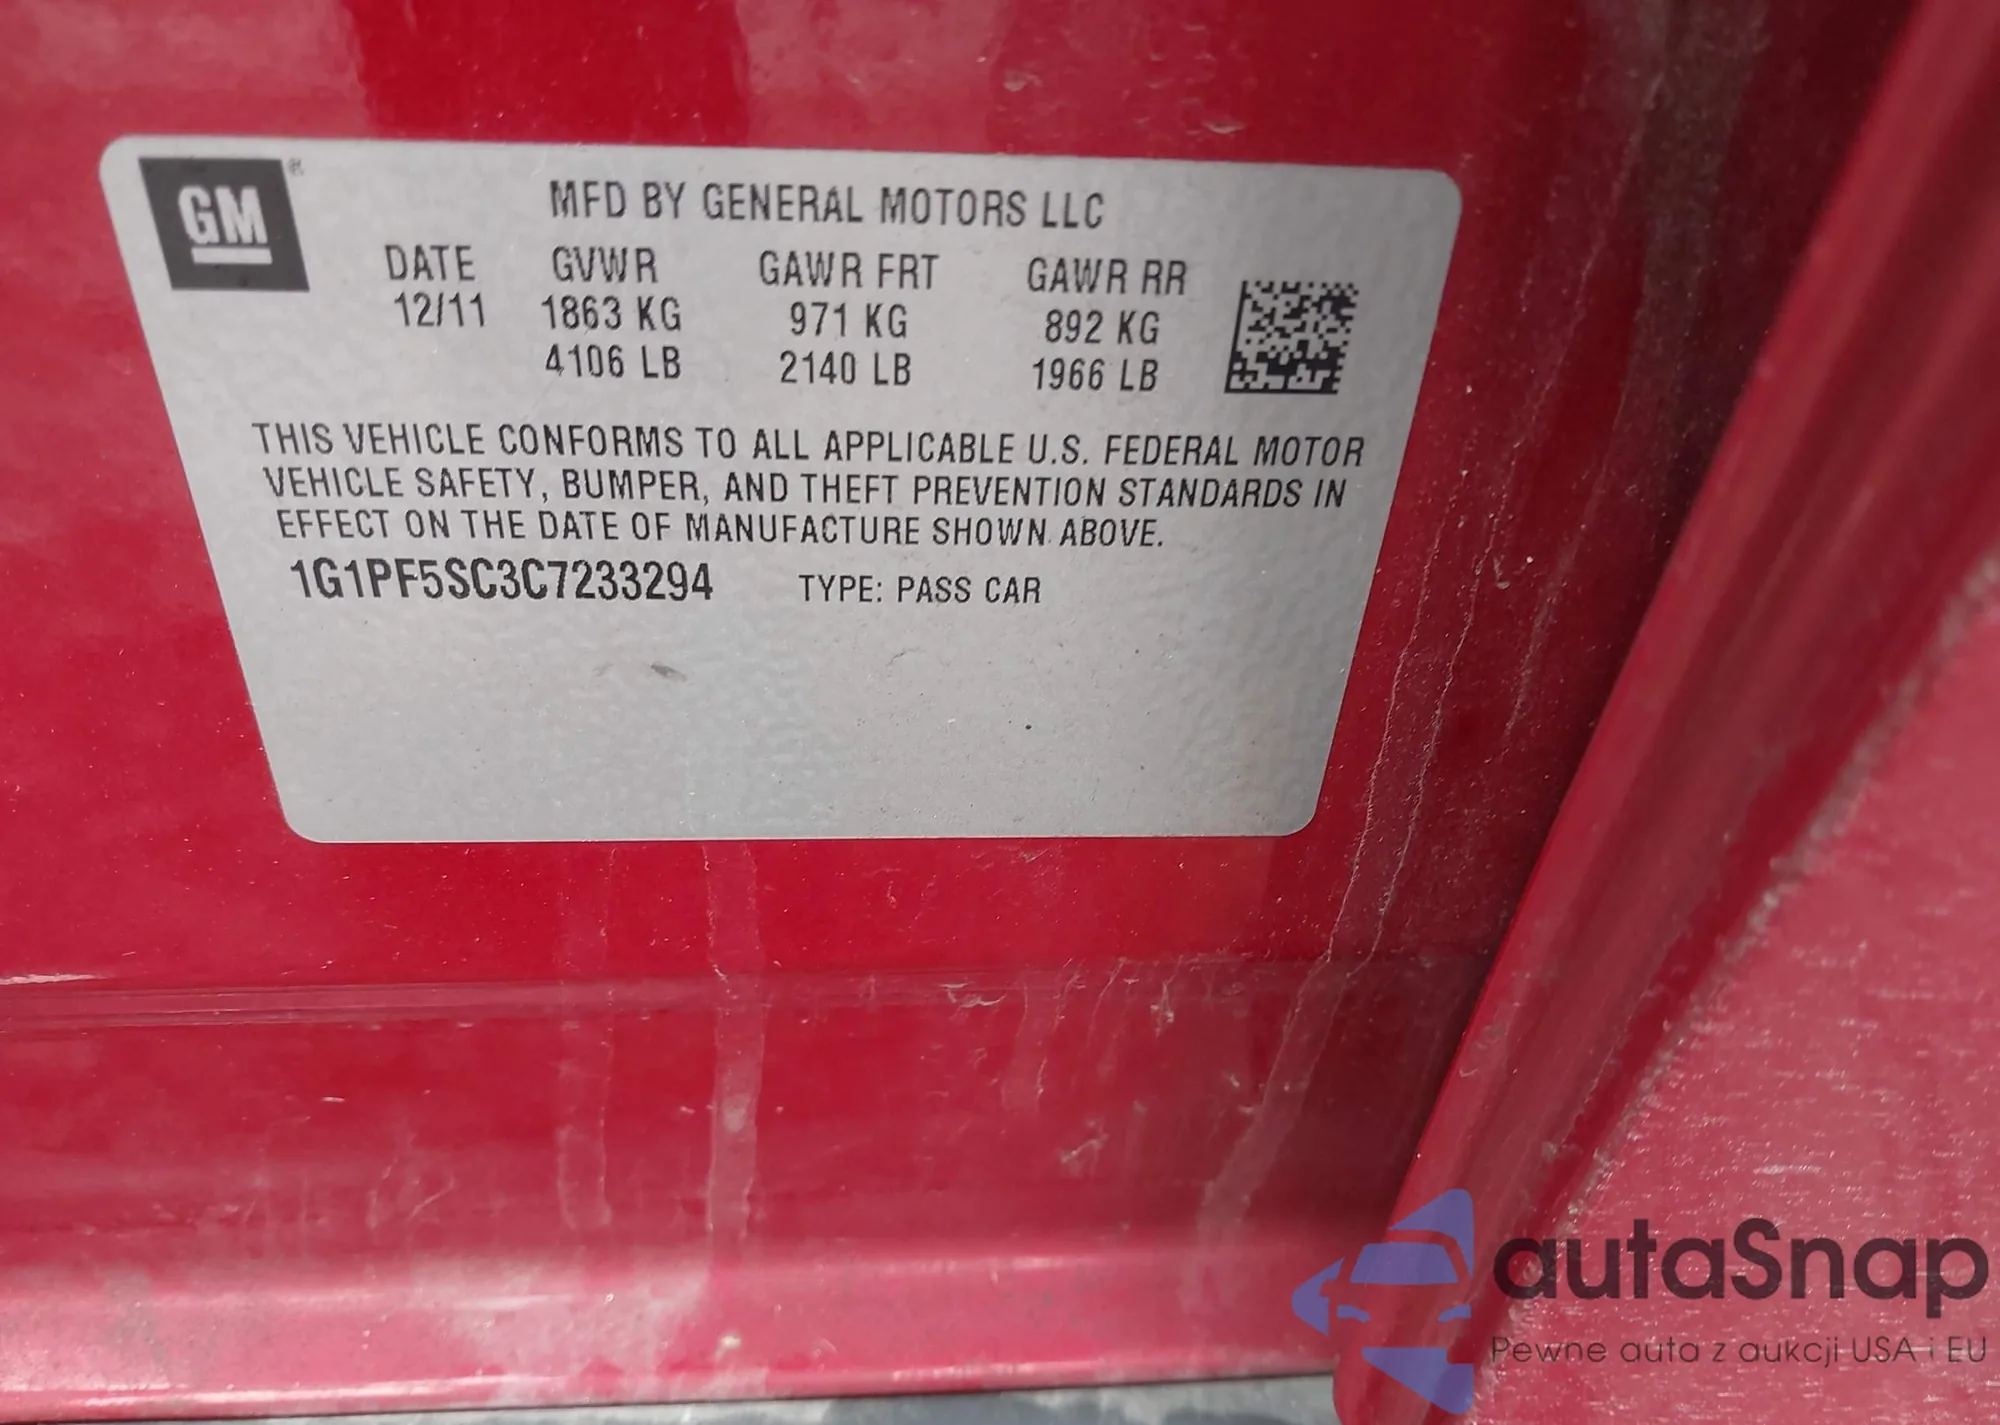 GM®
MFD BY GENERAL MOTORS LLC
DATE GVWR GAWR FRT GAWR RR
12/11 1863 KG 971 KG 892 KG
4106 LB 2140 LB 1966 LB
THIS VEHICLE CONFORMS TO ALL APPLICABLE U.S. FEDERAL MOTOR
VEHICLE SAFETY, BUMPER, AND THEFT PREVENTION STANDARDS IN
EFFECT ON THE DATE OF MANUFACTURE SHOWN ABOVE.
1G1PF5SC3C7233294 TYPE: PASS CAR
autaSnap
Pewne auta z aukcji USA i EU